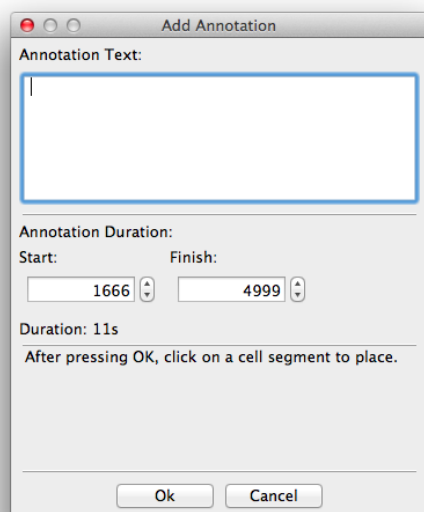 Add Annotation
Annotation Text:
Annotation Duration:
Start: Finish:
1666 4999
Duration: 11s
After pressing OK, click on a cell segment to place.
Ok Cancel